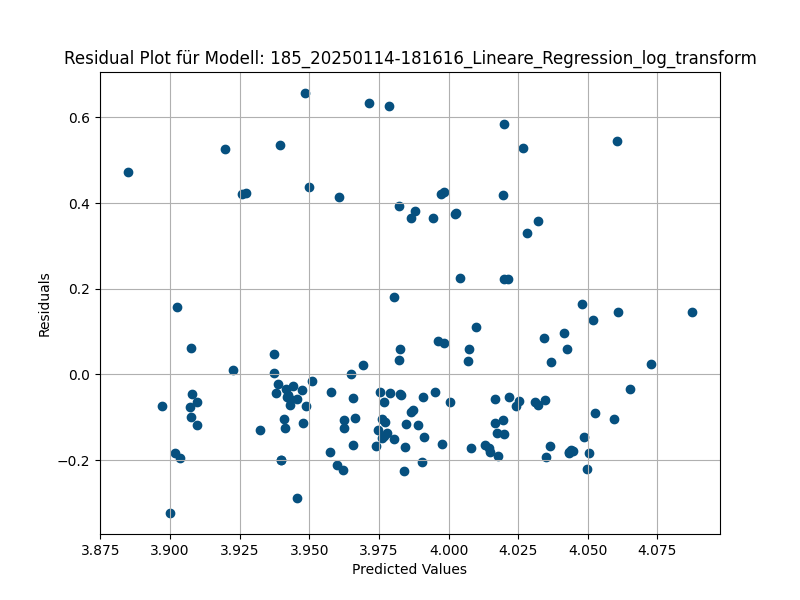 Residual Plot für Modell: 185_20250114-181616_Lineare_Regression_log_transform
0.6
0.4
0.2
0.0
−0.2
Residuals
3.875 3.900 3.925 3.950 3.975 4.000 4.025 4.050 4.075
Predicted Values